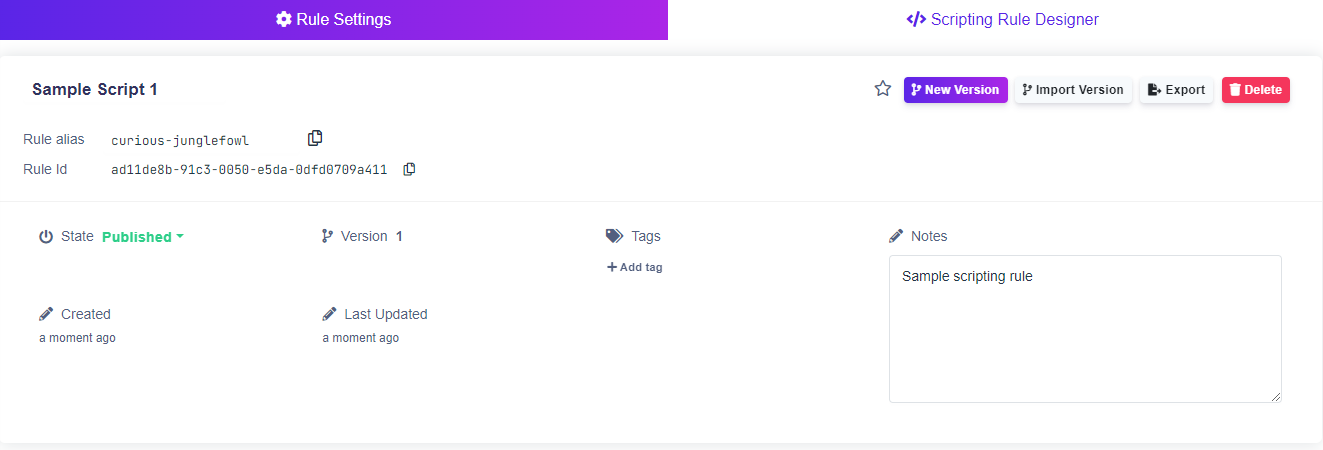 Rule Settings
Scripting Rule Designer
Sample Script 1
New Version
Import Version
Export
Delete
Rule alias curious-junglefowl
Rule Id ad11de8b-91c3-0050-e5da-0dfd0709a411
State Published
Version 1
Tags
Notes
Add tag
Sample scripting rule
Created
Last Updated
a moment ago
a moment ago